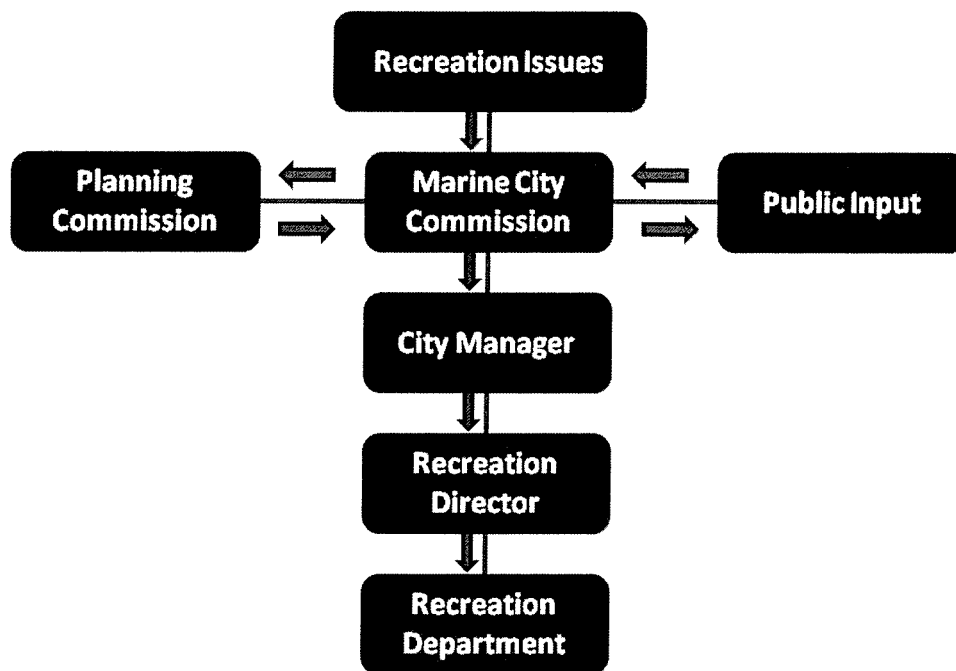 Recreation Issues
Planning
Commission
Marine City
Commission
Public Input
City Manager
Recreation
Director
Recreation
Department